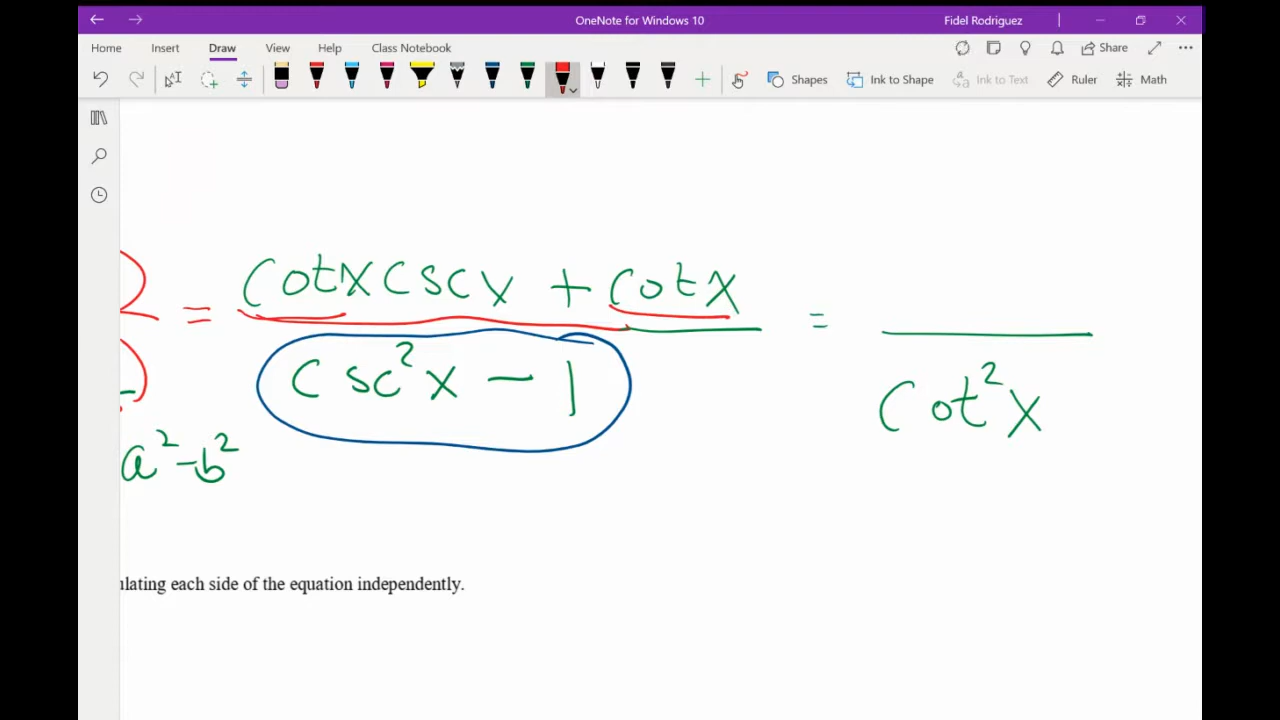 OneNote for Windows 10
Fidel Rodriguez
Home Insert Draw View Help Class Notebook Share
Shapes Ink to Shape Ink to Text Ruler Math
= cotx cscx + cotx =
csc²x - 1 cot²x
a²-b²
ulating each side of the equation independently.